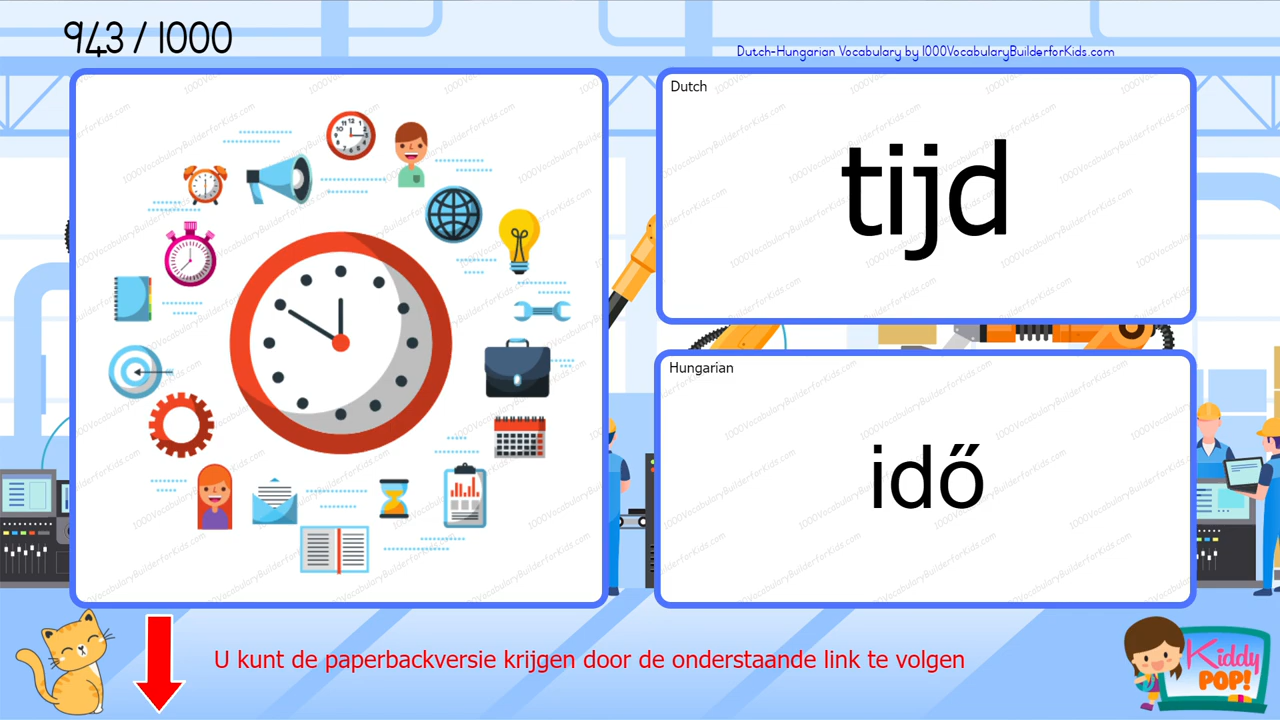 943 / 1000
Dutch-Hungarian Vocabulary by 1000VocabularyBuilderforKids.com
Dutch
tijd
Hungarian
idő
U kunt de paperbackversie krijgen door de onderstaande link te volgen
Kiddy
POP!